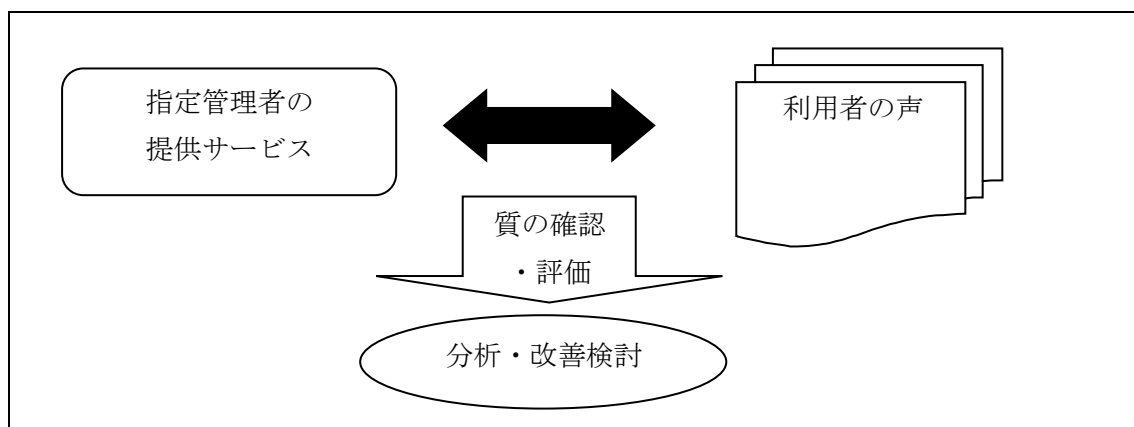 指定管理者の
提供サービス
利用者の声
質の確認
・評価
分析・改善検討